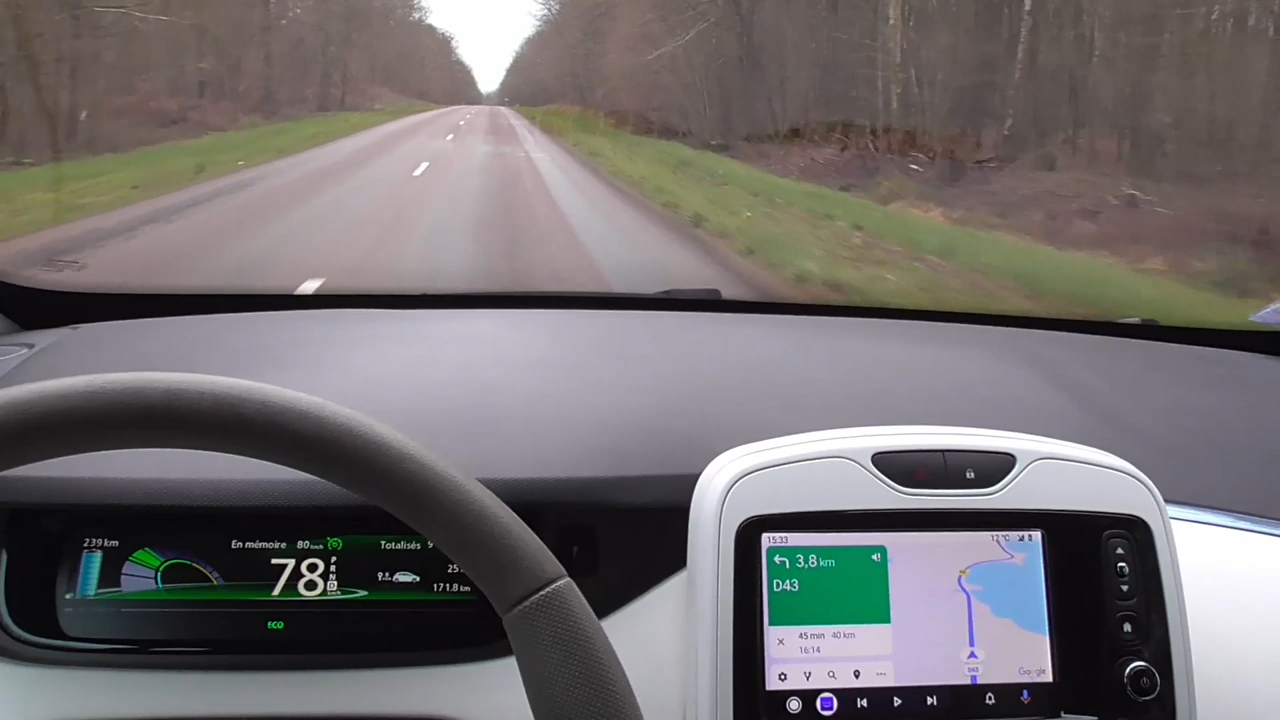 239 km
En mémoire 80 km/h
Totalisés
78
P
R
N
D
km/h
171.8 km
ECO
15:33
12 °C
3,8 km
D43
45 min 40 km
16:14
D43
Google